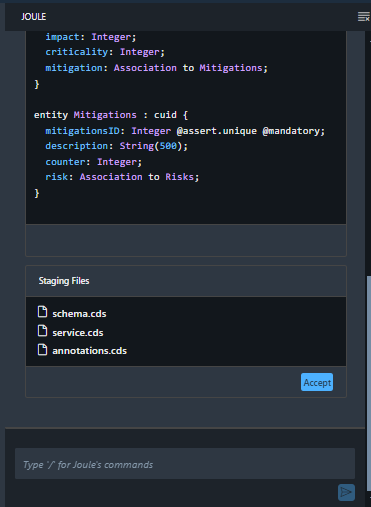 JOULE
impact: Integer;
criticality: Integer;
mitigation: Association to Mitigations;
}
entity Mitigations : cuid {
mitigationsID: Integer @assert.unique @mandatory;
description: String(500);
counter: Integer;
risk: Association to Risks;
}
Staging Files
schema.cds
service.cds
annotations.cds
Accept
Type '/' for Joule's commands